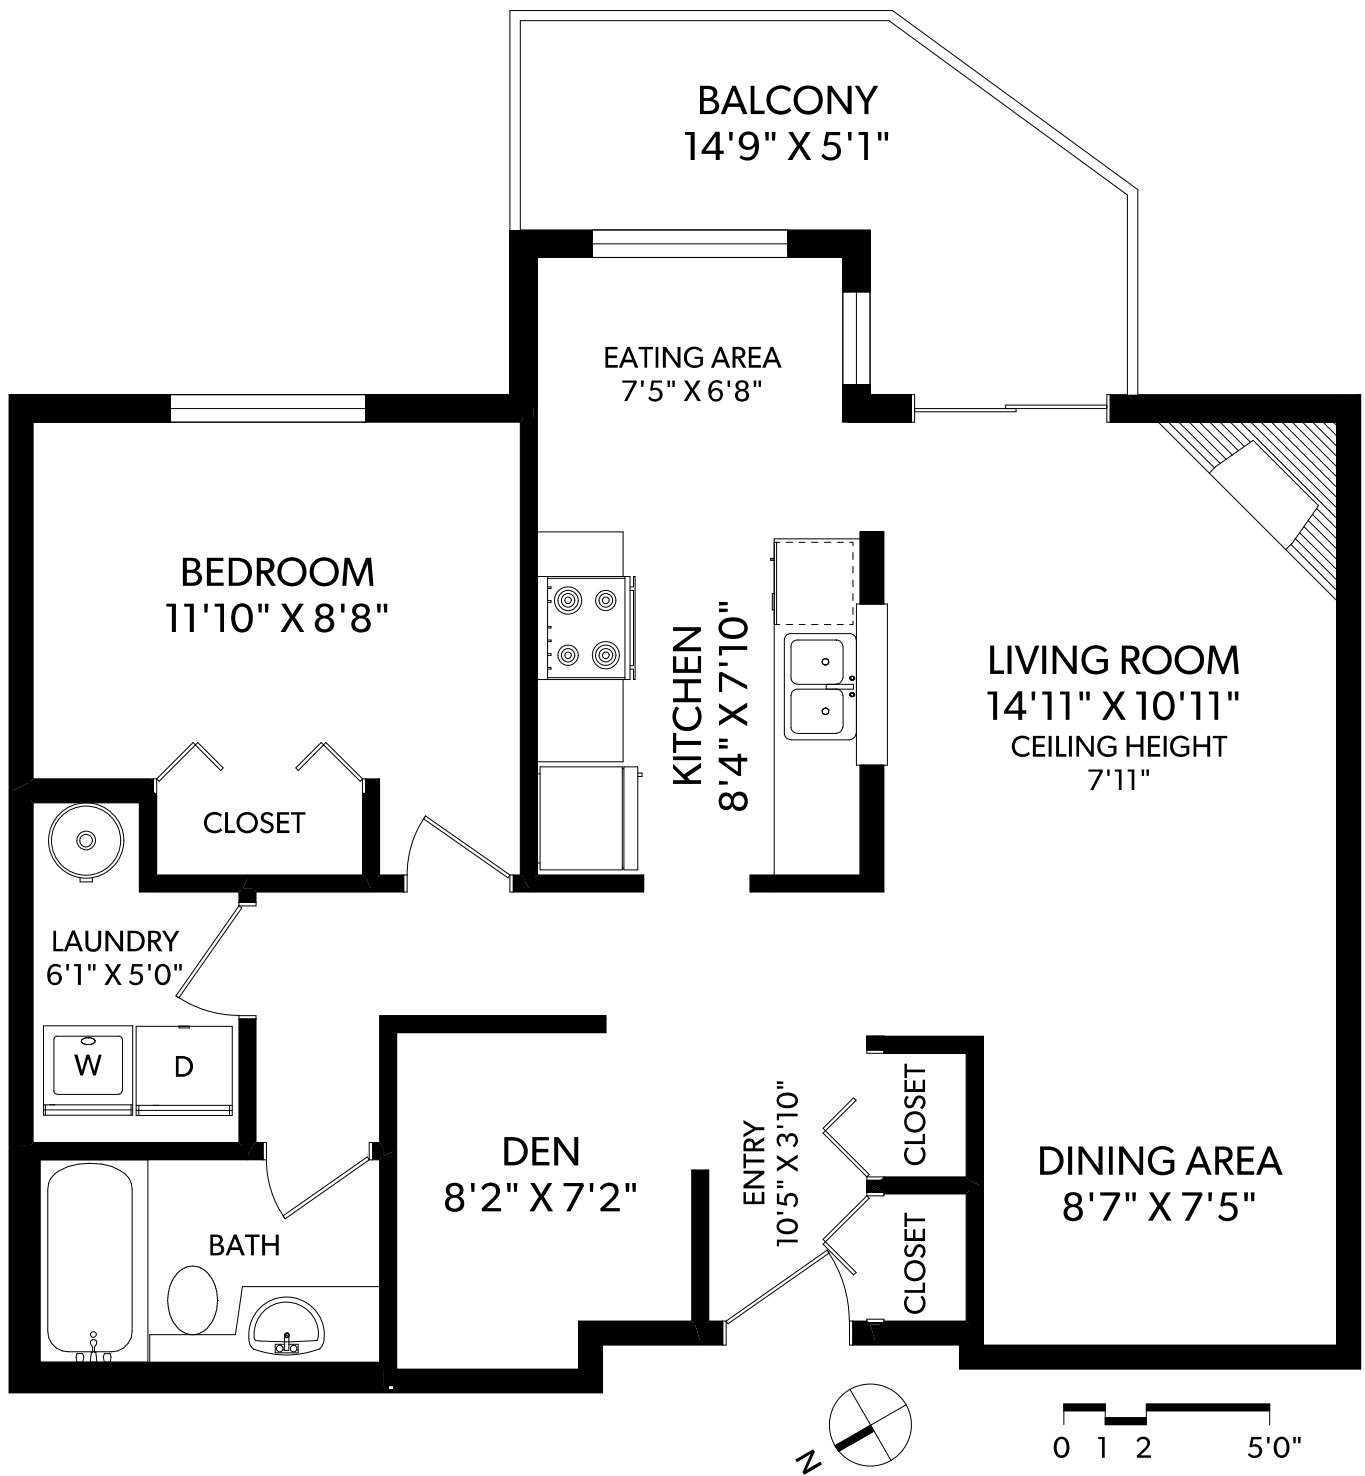 BALCONY
14'9" X 5'1"
EATING AREA
7'5" X 6'8"
BEDROOM
11'10" X 8'8"
KITCHEN
8'4" X 7'10"
LIVING ROOM
14'11" X 10'11"
CEILING HEIGHT
7'11"
CLOSET
LAUNDRY
6'1" X 5'0"
W
D
BATH
DEN
8'2" X 7'2"
ENTRY
10'5" X 3'10"
CLOSET
CLOSET
DINING AREA
8'7" X 7'5"
N
0 1 2 5'0"